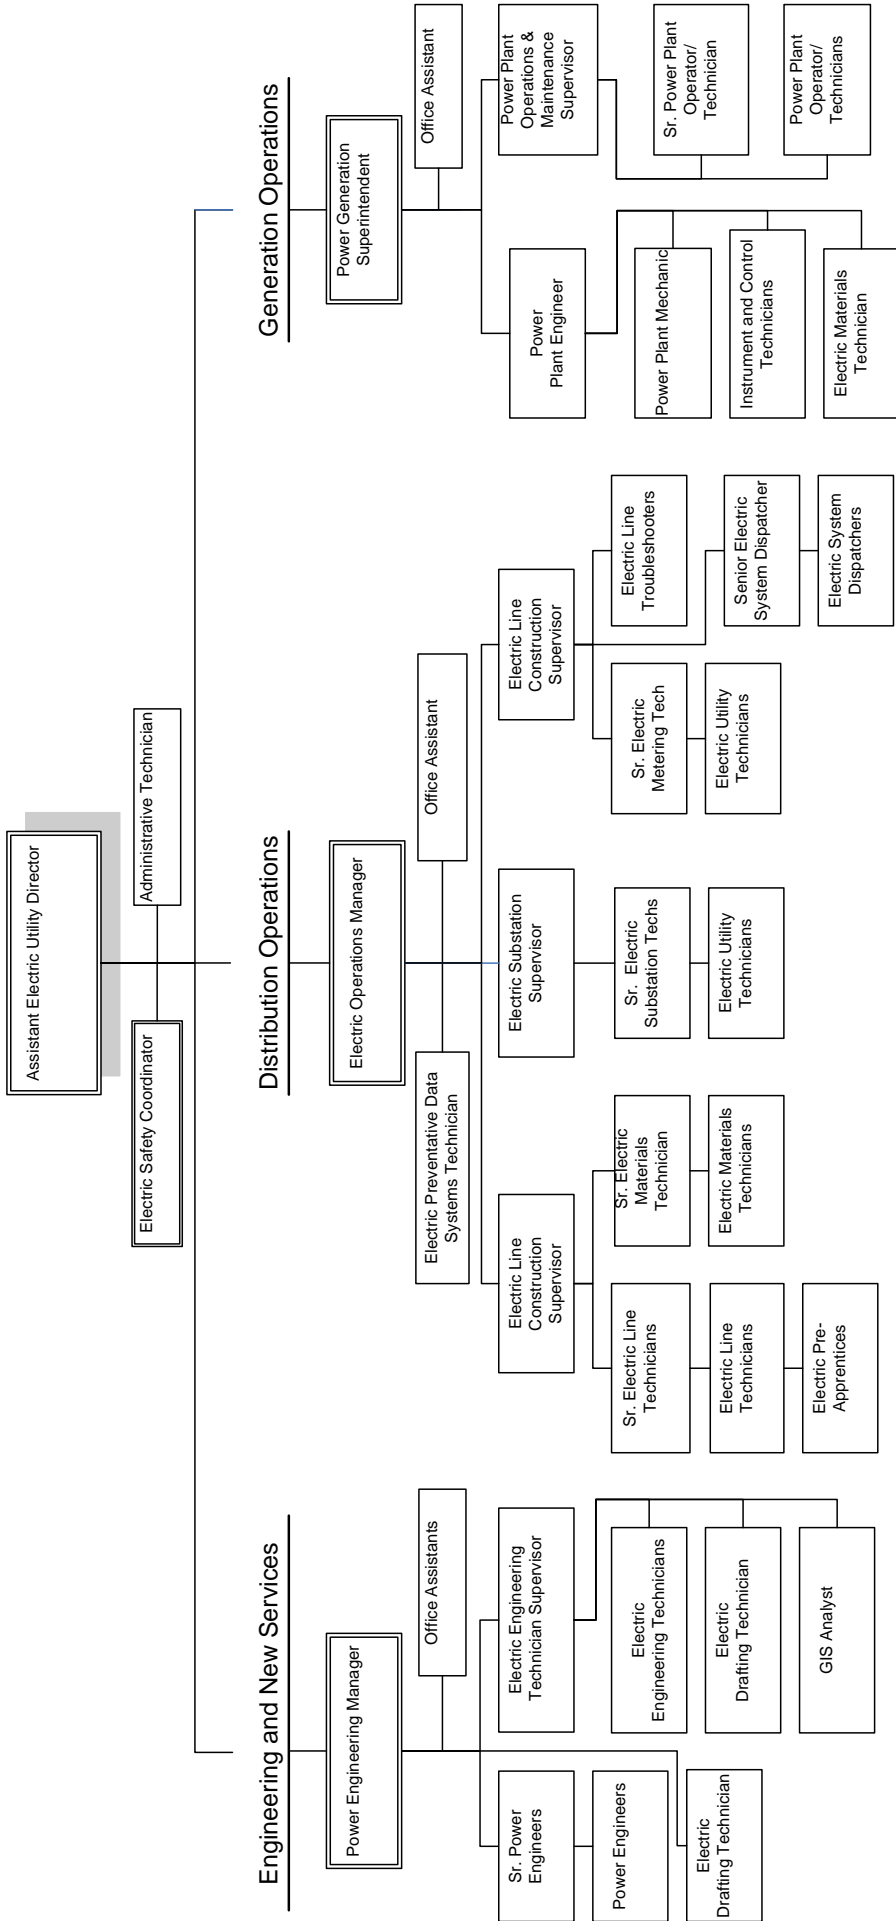 Assistant Electric Utility Director
Electric Safety Coordinator
Administrative Technician
Engineering and New Services
Power Engineering Manager
Office Assistants
Sr. Power
Engineers
Power Engineers
Electric
Drafting Technician
Electric Engineering
Technician Supervisor
Electric
Engineering Technicians
Electric
Drafting Technician
GIS Analyst
Distribution Operations
Electric Operations Manager
Electric Preventative Data
Systems Technician
Office Assistant
Electric Line
Construction
Supervisor
Sr. Electric Line
Technicians
Electric Line
Technicians
Electric Pre-
Apprentices
Sr. Electric
Materials
Technician
Electric Materials
Technicians
Electric Substation
Supervisor
Sr. Electric
Substation Techs
Electric Utility
Technicians
Electric Line
Construction
Supervisor
Sr. Electric
Metering Tech
Electric Utility
Technicians
Electric Line
Troubleshooters
Senior Electric
System Dispatcher
Electric System
Dispatchers
Generation Operations
Power Generation
Superintendent
Office Assistant
Power
Plant Engineer
Power Plant Mechanic
Instrument and Control
Technicians
Electric Materials
Technician
Power Plant
Operations &
Maintenance
Supervisor
Sr. Power Plant
Operator/
Technician
Power Plant
Operator/
Technicians